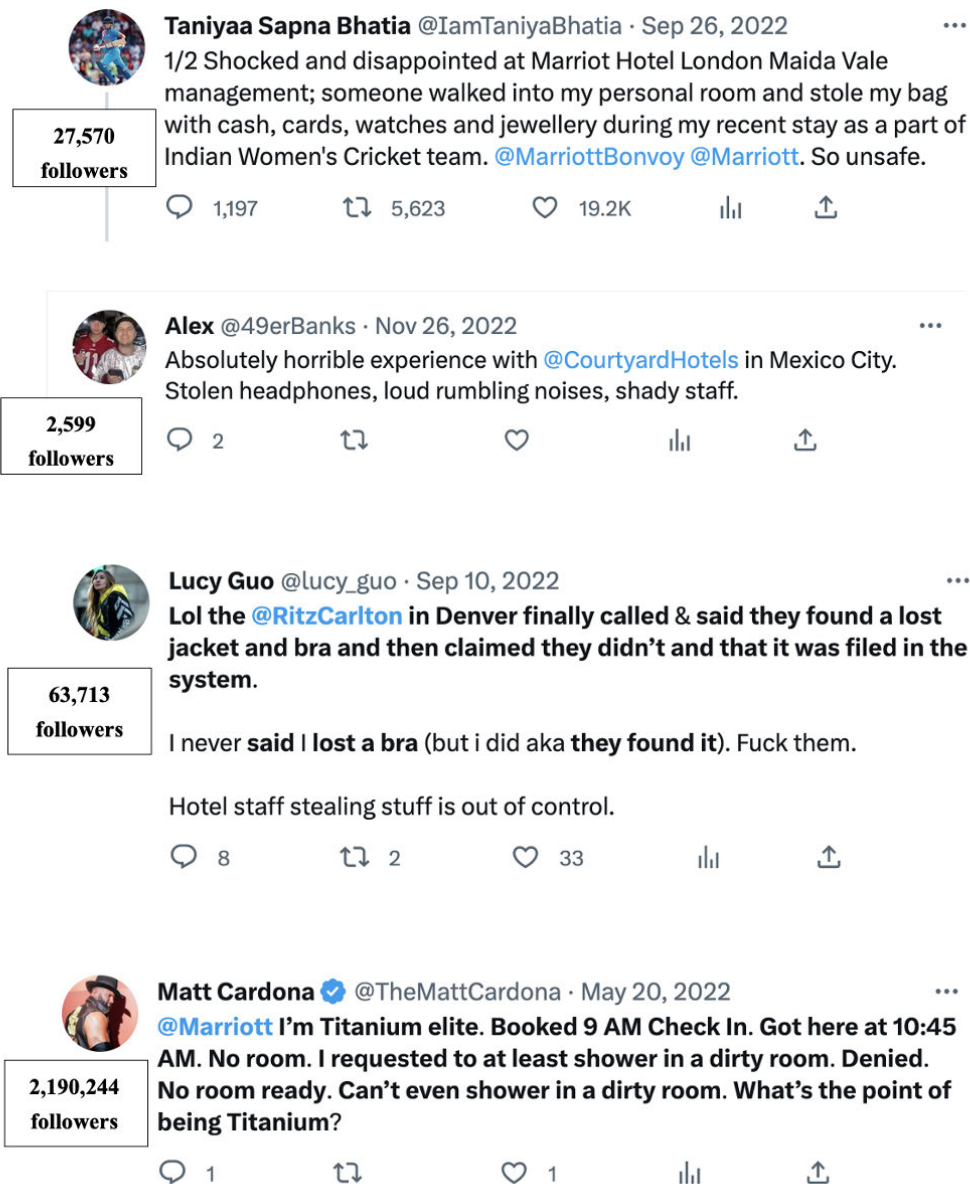 Taniyaa Sapna Bhatia @IamTaniyaBhatia · Sep 26, 2022
1/2 Shocked and disappointed at Marriot Hotel London Maida Vale
management; someone walked into my personal room and stole my bag
with cash, cards, watches and jewellery during my recent stay as a part of
Indian Women's Cricket team. @MarriottBonvoy @Marriott. So unsafe.
27,570
followers
1,197 5,623 19.2K
Alex @49erBanks · Nov 26, 2022
Absolutely horrible experience with @CourtyardHotels in Mexico City.
Stolen headphones, loud rumbling noises, shady staff.
2,599
followers
2
Lucy Guo @lucy_guo · Sep 10, 2022
Lol the @RitzCarlton in Denver finally called & said they found a lost
jacket and bra and then claimed they didn’t and that it was filed in the
system.
63,713
followers
I never said I lost a bra (but i did aka they found it). Fuck them.
Hotel staff stealing stuff is out of control.
8 2 33
Matt Cardona @TheMattCardona · May 20, 2022
@Marriott I’m Titanium elite. Booked 9 AM Check In. Got here at 10:45
AM. No room. I requested to at least shower in a dirty room. Denied.
No room ready. Can’t even shower in a dirty room. What’s the point of
being Titanium?
2,190,244
followers
1 1